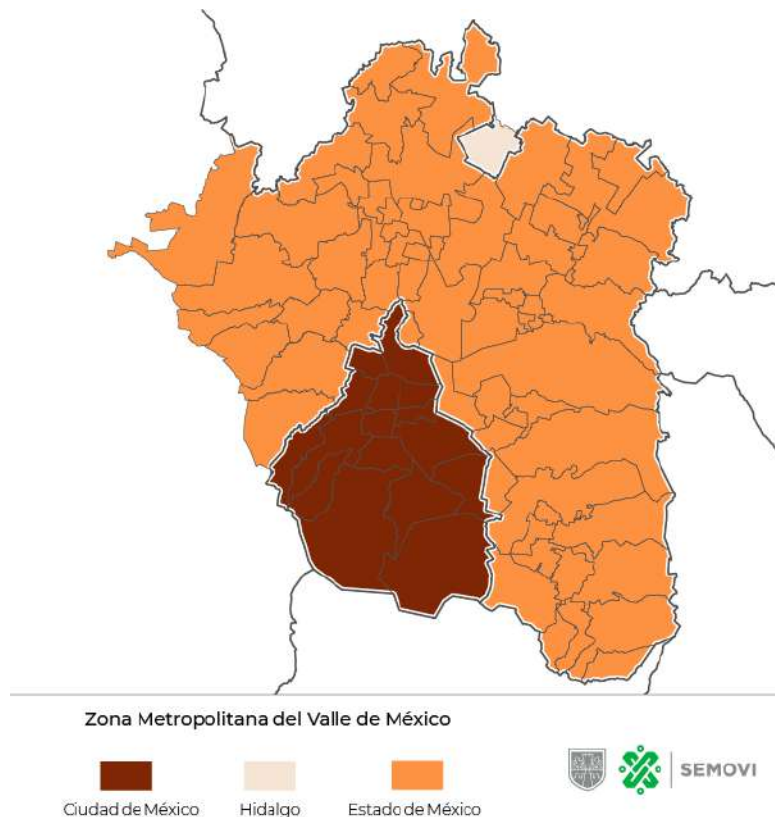 Zona Metropolitana del Valle de México
SEMOVI
Ciudad de México
Hidalgo
Estado de México